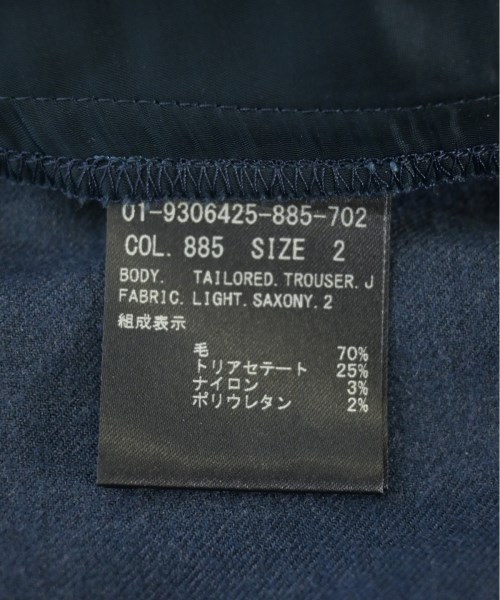 01-9306425-885-702
COL. 885 SIZE 2
BODY. TAILORED. TROUSER. J
FABRIC. LIGHT. SAXONY. 2
組成表示
毛 70%
トリアセテート 25%
ナイロン 3%
ポリウレタン 2%